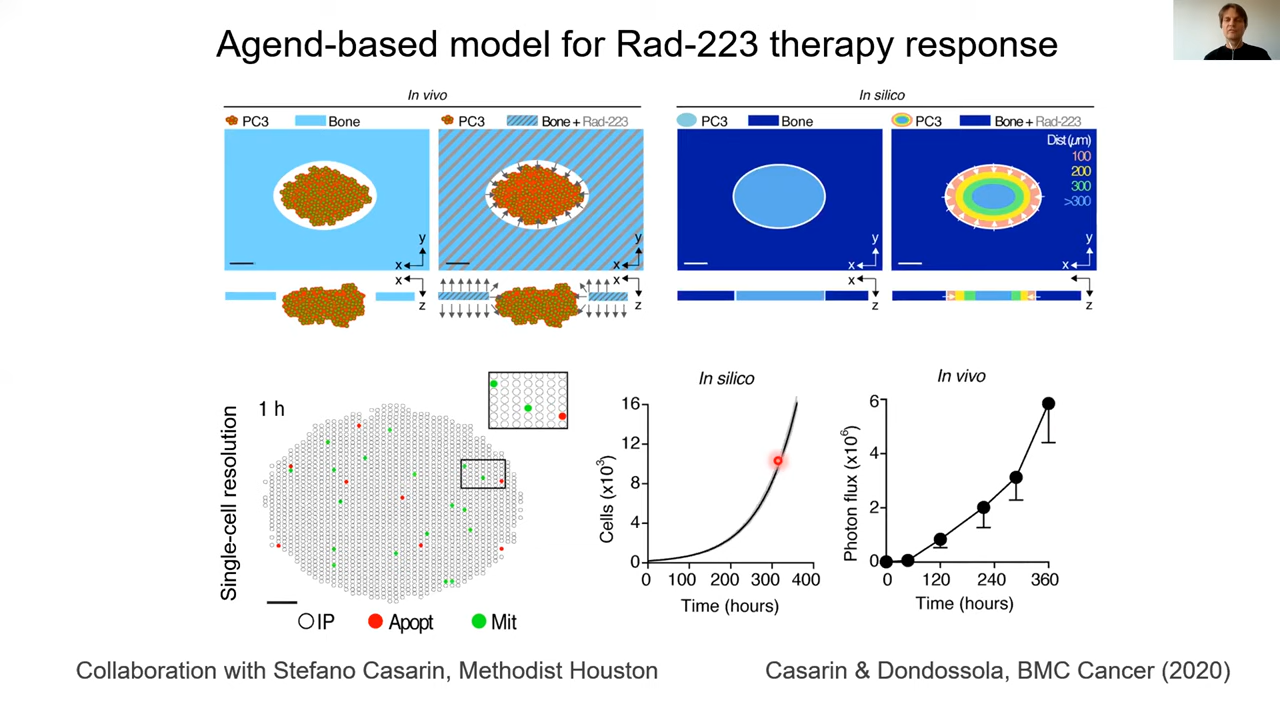 Agend-based model for Rad-223 therapy response
In vivo
PC3 Bone PC3 Bone + Rad-223
y
x
x
z
y
x
x
z
In silico
PC3 Bone PC3 Bone + Rad-223
Dist (µm)
100
200
300
>300
y
x
x
z
y
x
x
z
Single-cell resolution
1 h
IP Apopt Mit
In silico
Cells (x10³)
16
12
8
4
0
0 100 200 300 400
Time (hours)
In vivo
Photon flux (x10⁶)
6
4
2
0
0 120 240 360
Time (hours)
Collaboration with Stefano Casarin, Methodist Houston
Casarin & Dondossola, BMC Cancer (2020)